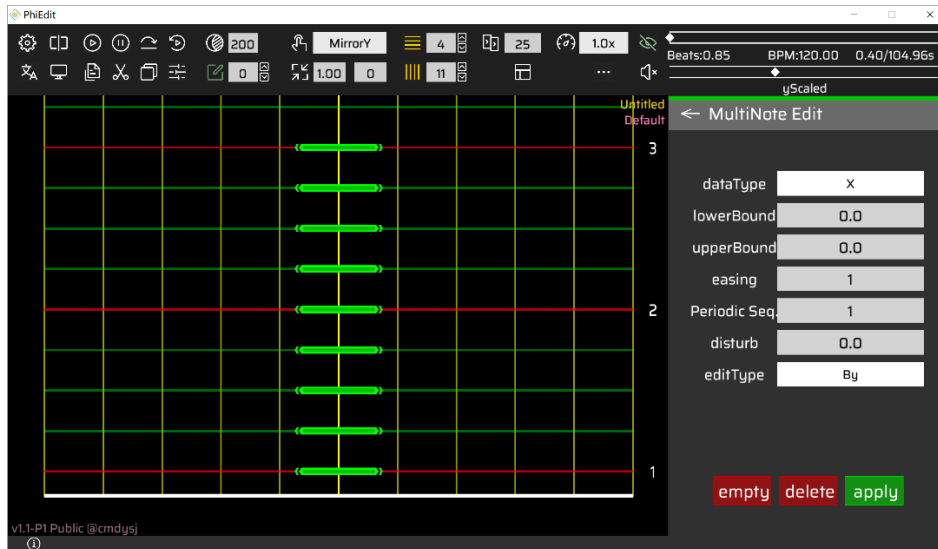 PhiEdit
200 MirrorY 4 25 1.0x
Beats:0.85 BPM:120.00 0.40/104.96s
0 1.00 0 11 ...
yScaled
Untitled
Default
MultiNote Edit
3
dataType X
lowerBound 0.0
upperBound 0.0
easing 1
2
Periodic Seq. 1
disturb 0.0
editType By
1
empty delete apply
v1.1-P1 Public @cmdysj